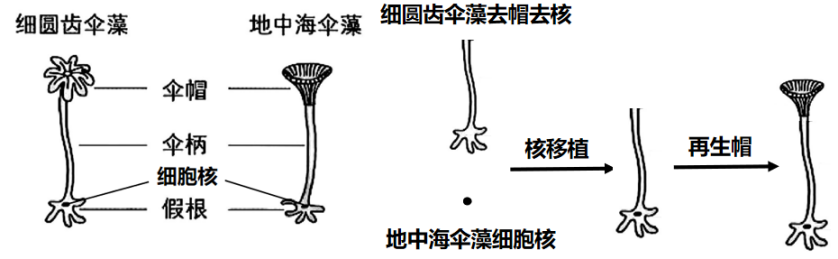 细圆齿伞藻
地中海伞藻
伞帽
伞柄
细胞核
假根
细圆齿伞藻去帽去核
核移植
再生帽
地中海伞藻细胞核